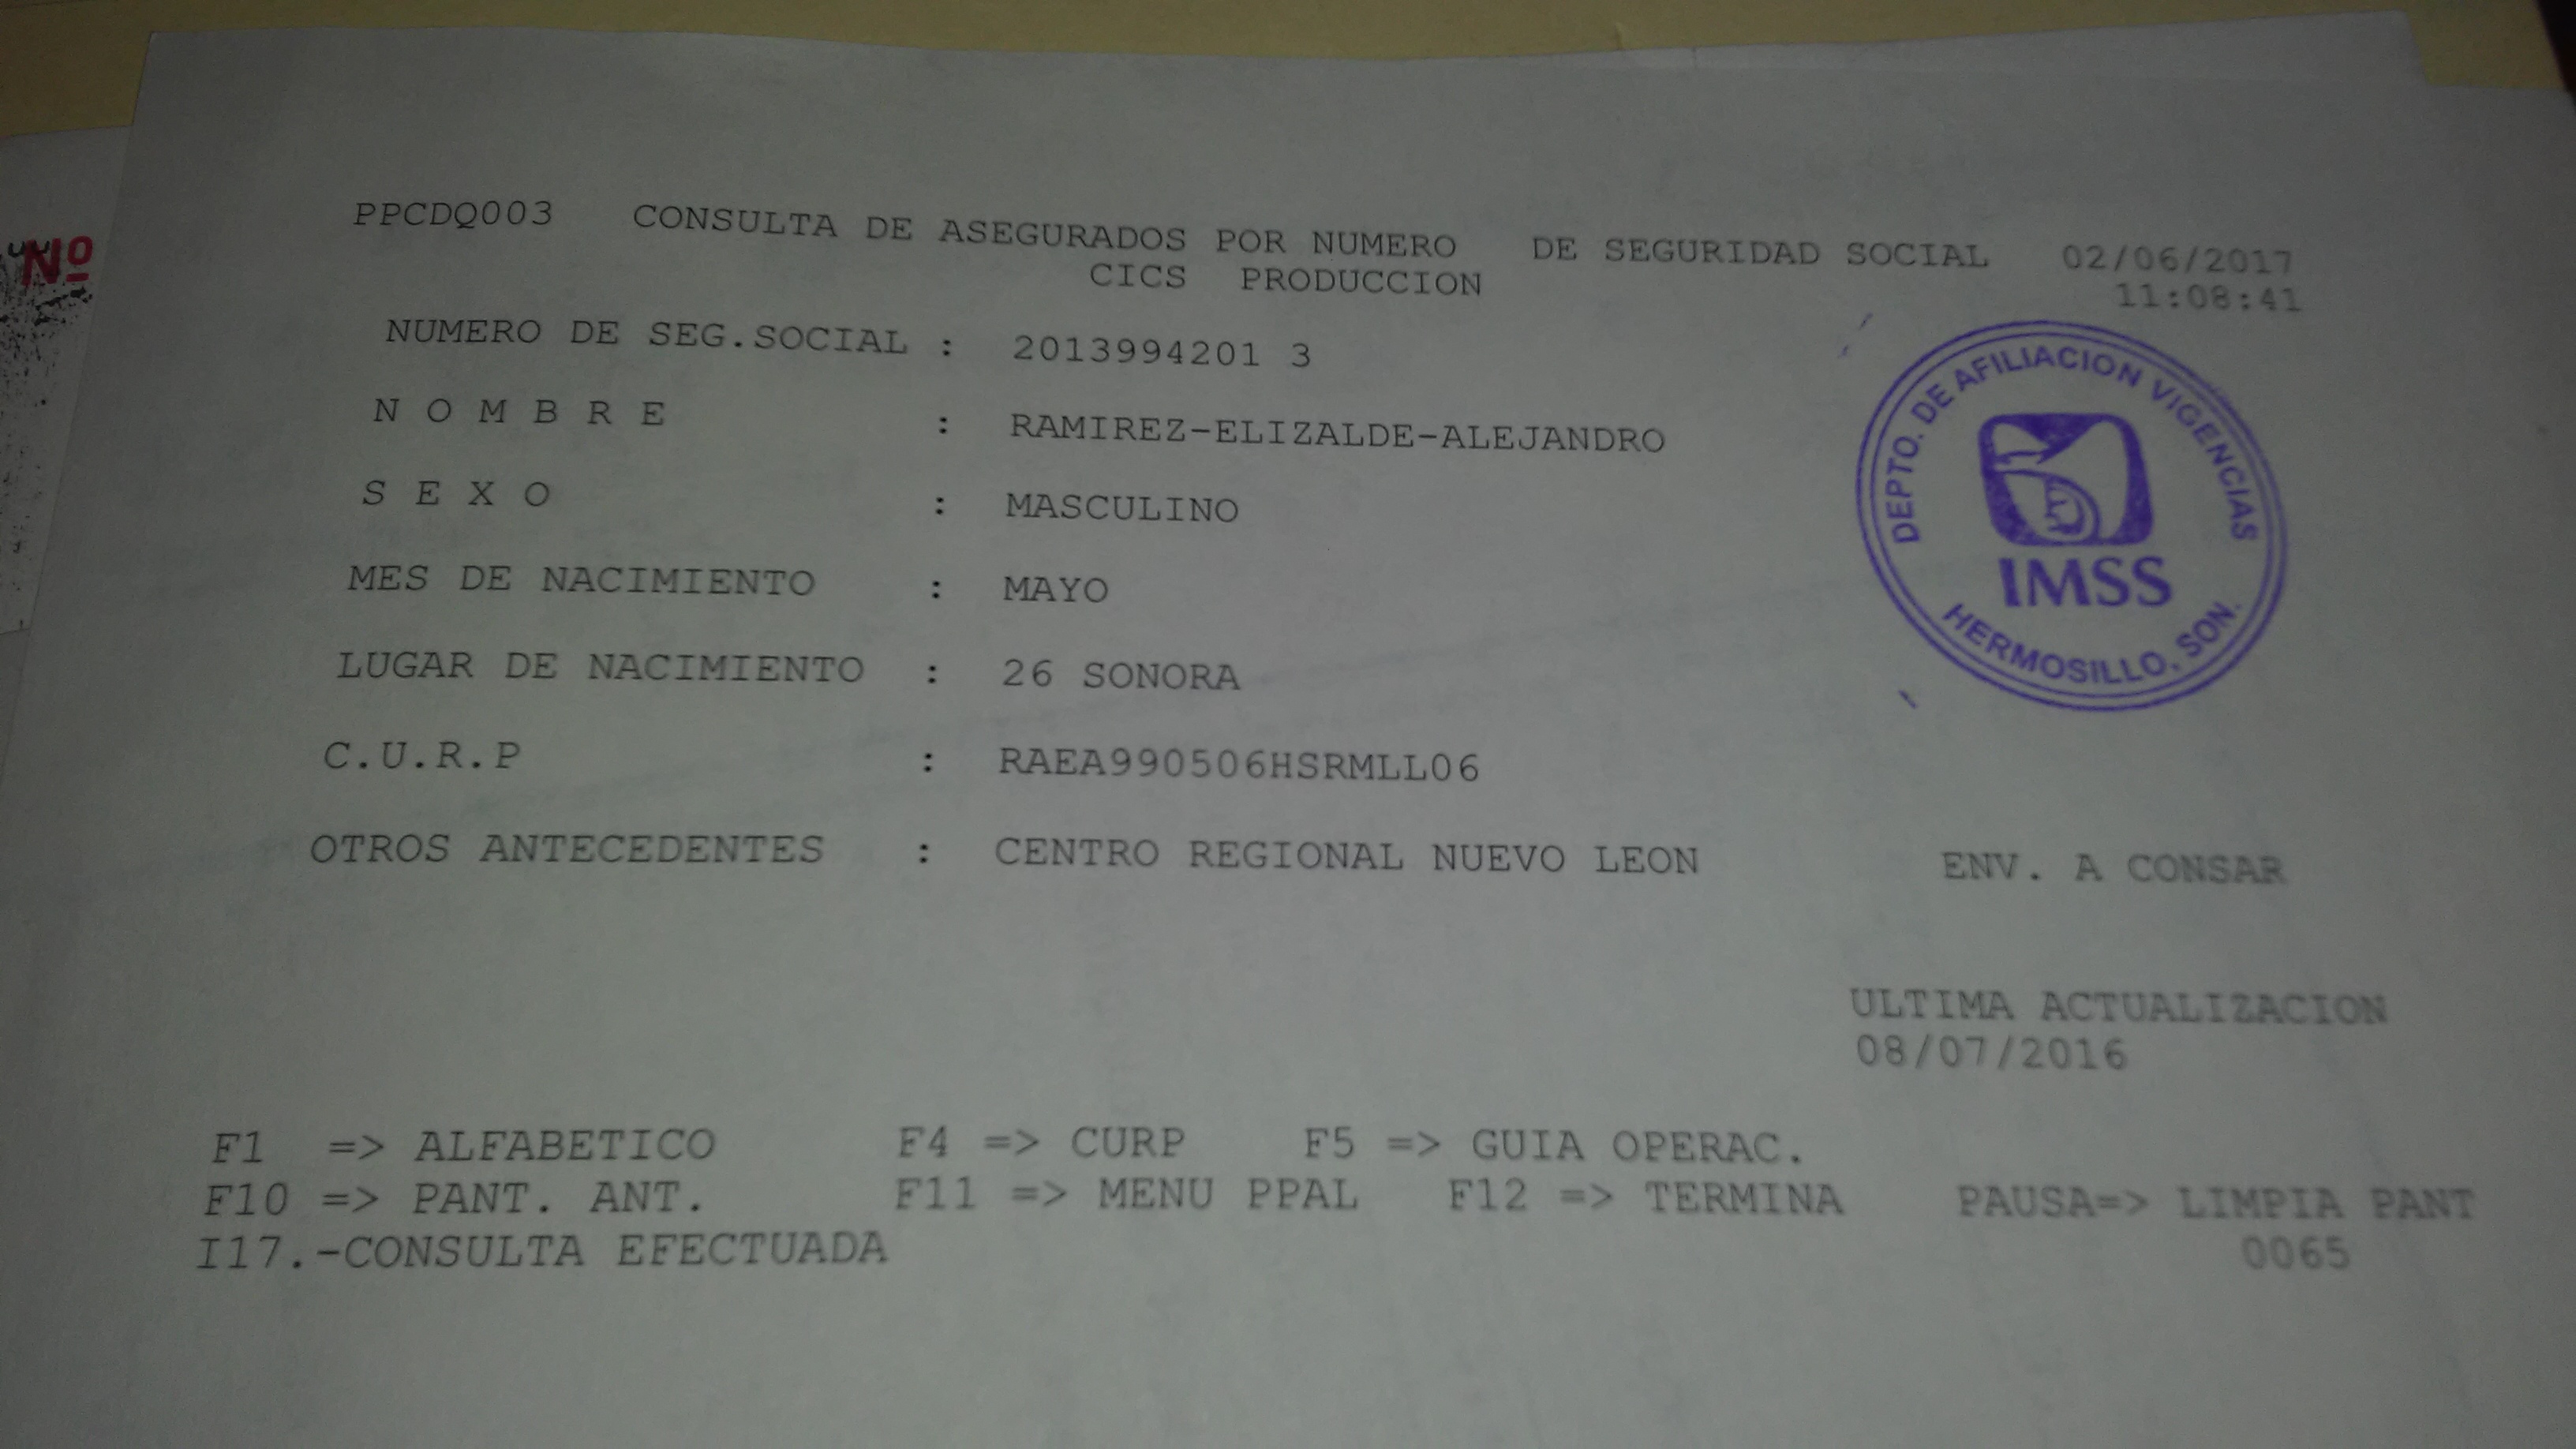 PPCDQ003 CONSULTA DE ASEGURADOS POR NUMERO DE SEGURIDAD SOCIAL 02/06/2017
CICS PRODUCCION 11:08:41
NUMERO DE SEG.SOCIAL : 2013994201 3
N O M B R E : RAMIREZ-ELIZALDE-ALEJANDRO
S E X O : MASCULINO
MES DE NACIMIENTO : MAYO
LUGAR DE NACIMIENTO : 26 SONORA
C.U.R.P : RAEA990506HSRMLL06
OTROS ANTECEDENTES : CENTRO REGIONAL NUEVO LEON ENV. A CONSAR
ULTIMA ACTUALIZACION
08/07/2016
F1 => ALFABETICO F4 => CURP F5 => GUIA OPERAC.
F10 => PANT. ANT. F11 => MENU PPAL F12 => TERMINA PAUSA=> LIMPIA PANT
I17.-CONSULTA EFECTUADA 0065
DEPTO. DE AFILIACION VIGENCIAS
IMSS
HERMOSILLO, SON.
Nº